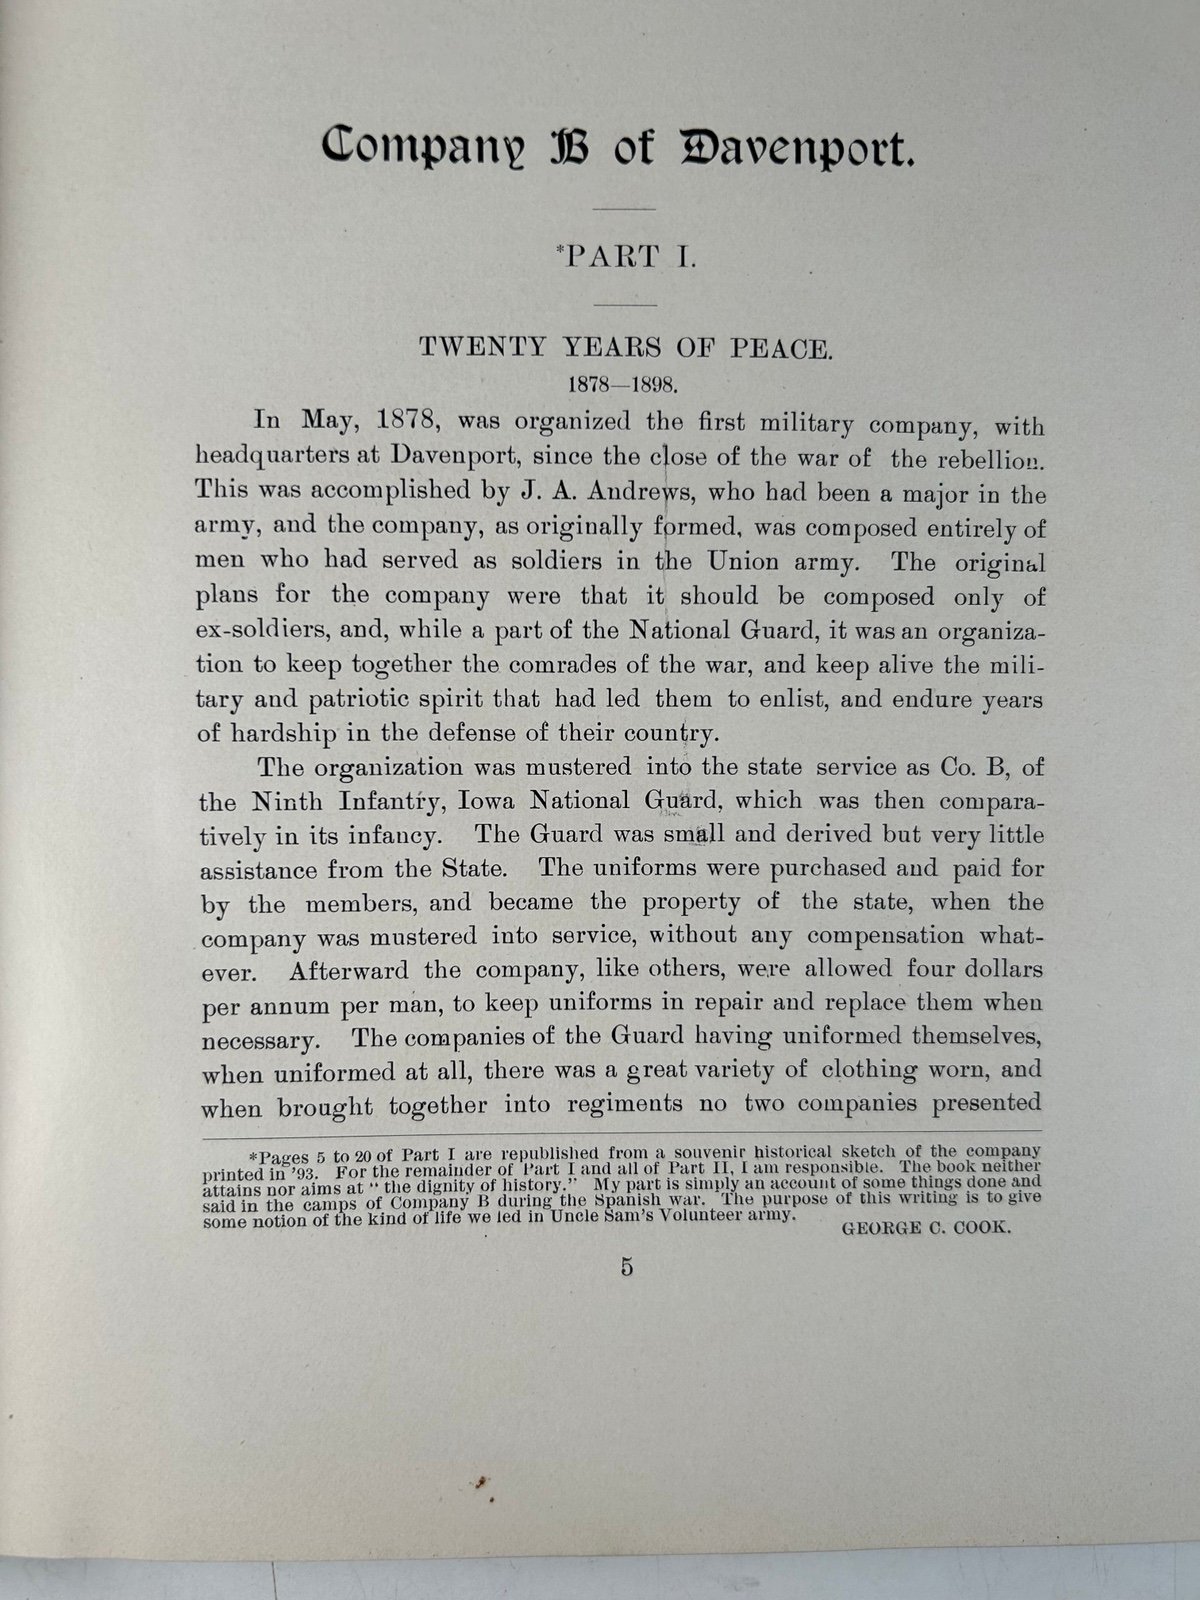 Company B of Davenport.
*PART I.
TWENTY YEARS OF PEACE.
1878—1898.
In May, 1878, was organized the first military company, with
headquarters at Davenport, since the close of the war of the rebellion.
This was accomplished by J. A. Andrews, who had been a major in the
army, and the company, as originally formed, was composed entirely of
men who had served as soldiers in the Union army. The original
plans for the company were that it should be composed only of
ex-soldiers, and, while a part of the National Guard, it was an organiza-
tion to keep together the comrades of the war, and keep alive the mili-
tary and patriotic spirit that had led them to enlist, and endure years
of hardship in the defense of their country.
The organization was mustered into the state service as Co. B, of
the Ninth Infantry, Iowa National Guard, which was then compara-
tively in its infancy. The Guard was small and derived but very little
assistance from the State. The uniforms were purchased and paid for
by the members, and became the property of the state, when the
company was mustered into service, without any compensation what-
ever. Afterward the company, like others, were allowed four dollars
per annum per man, to keep uniforms in repair and replace them when
necessary. The companies of the Guard having uniformed themselves,
when uniformed at all, there was a great variety of clothing worn, and
when brought together into regiments no two companies presented
*Pages 5 to 20 of Part I are republished from a souvenir historical sketch of the company
printed in '93. For the remainder of Part I and all of Part II, I am responsible. The book neither
attains nor aims at "the dignity of history." My part is simply an account of some things done and
said in the camps of Company B during the Spanish war. The purpose of this writing is to give
some notion of the kind of life we led in Uncle Sam's Volunteer army.
GEORGE C. COOK.
5